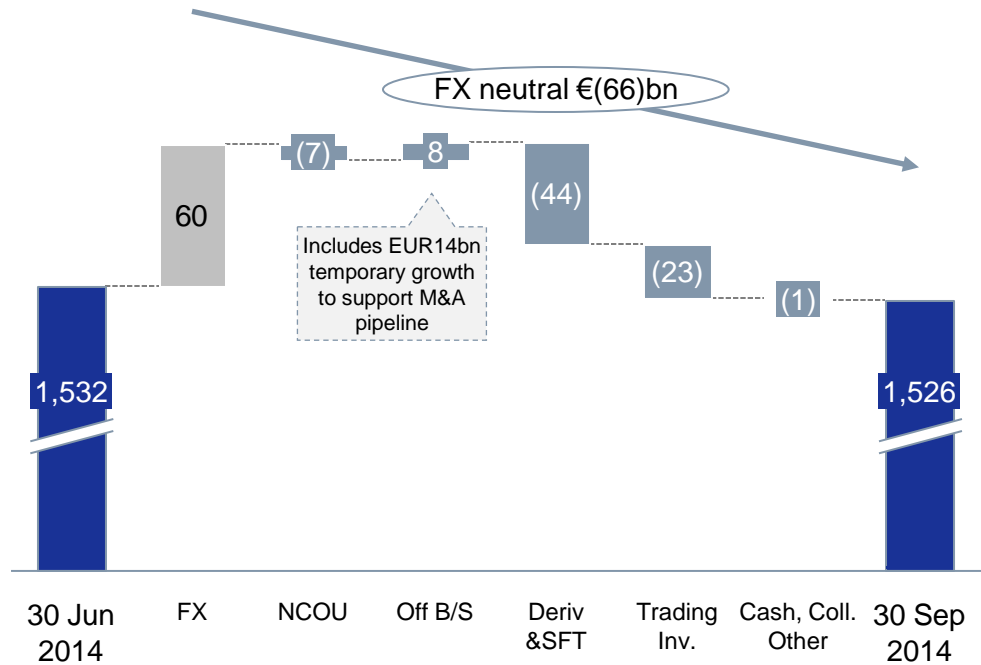 FX neutral €(66)bn
60
(7)
8
(44)
(23)
(1)
Includes EUR14bn
temporary growth
to support M&A
pipeline
1,532
1,526
30 Jun
2014
FX
NCOU
Off B/S
Deriv
&SFT
Trading
Inv.
Cash, Coll.
Other
30 Sep
2014